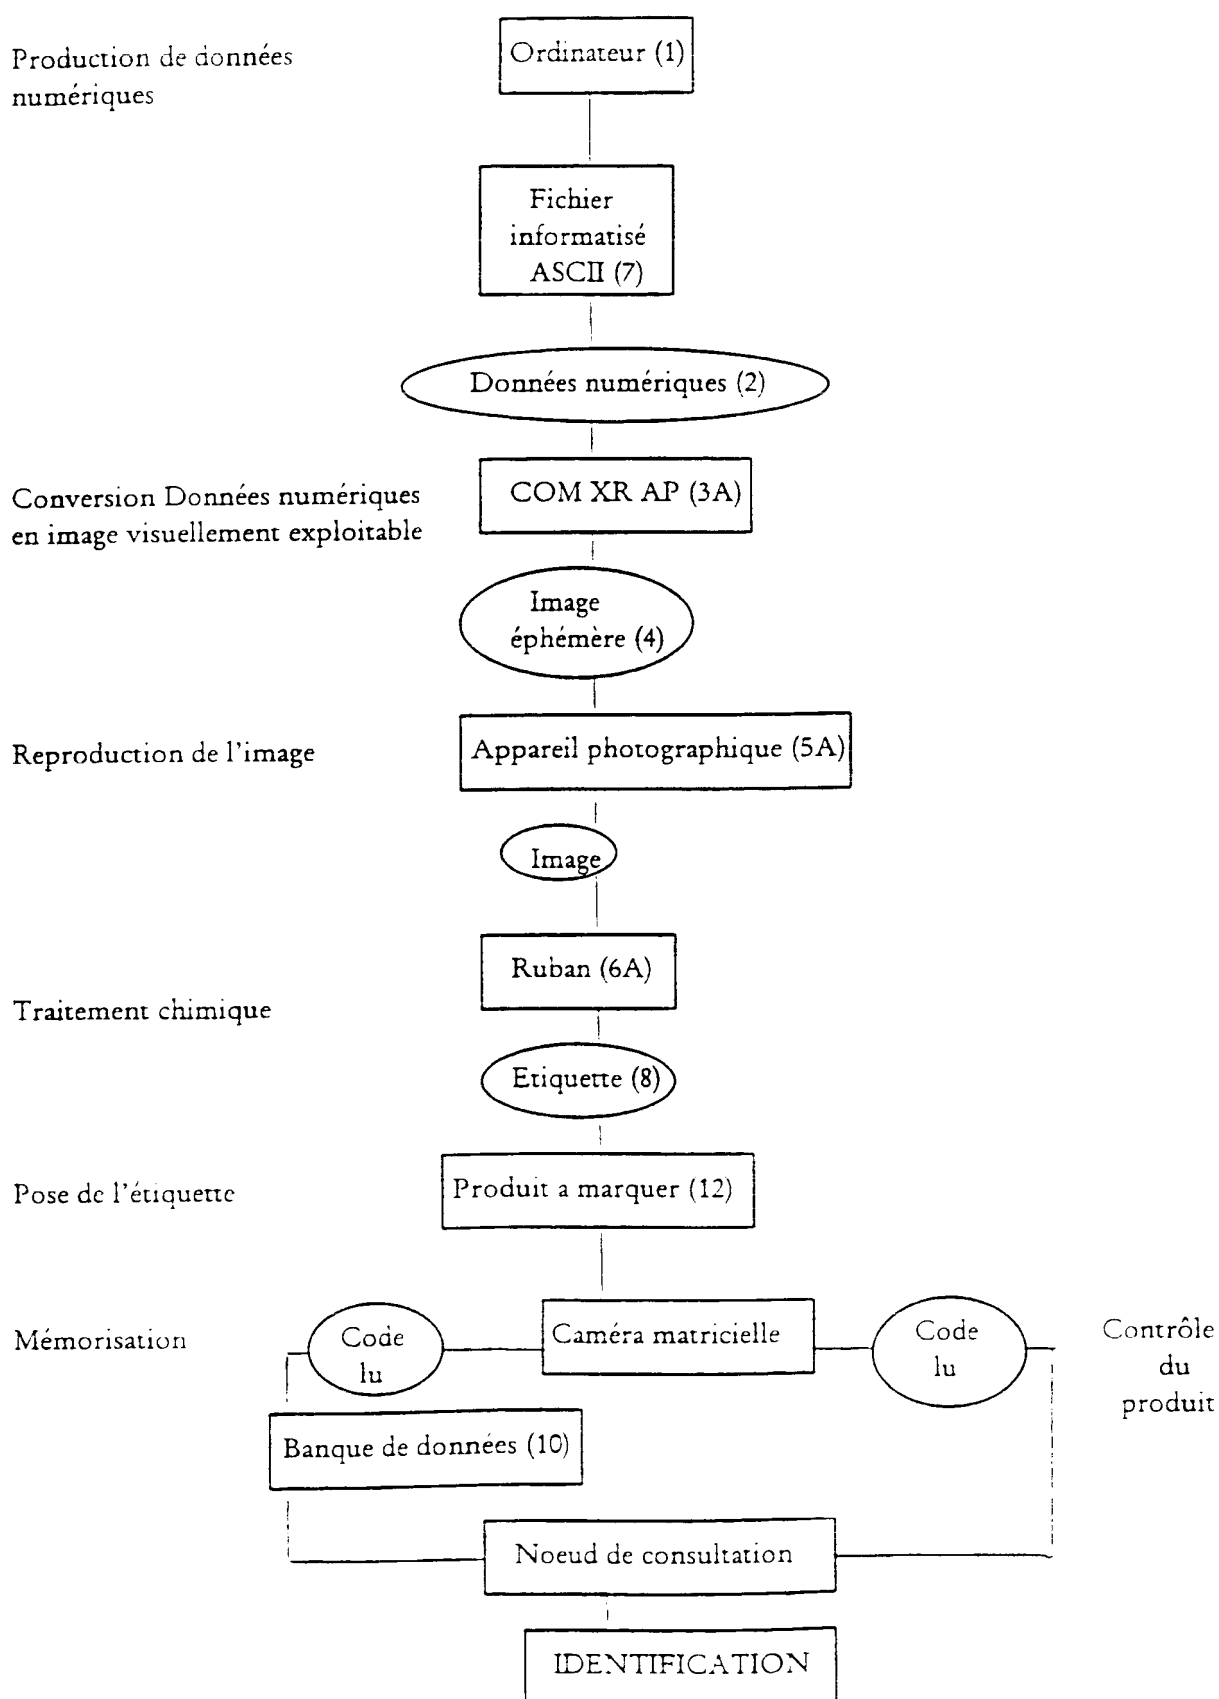 Production de données
numériques
Ordinateur (1)
Fichier
informatisé
ASCII (7)
Données numériques (2)
Conversion Données numériques
en image visuellement exploitable
COM XR AP (3A)
Image
éphémère (4)
Reproduction de l'image
Appareil photographique (5A)
Image
Ruban (6A)
Traitement chimique
Etiquette (8)
Pose de l'étiquette
Produit a marquer (12)
Mémorisation
Code
lu
Caméra matricielle
Code
lu
Contrôle
du
produit
Banque de données (10)
Noeud de consultation
IDENTIFICATION